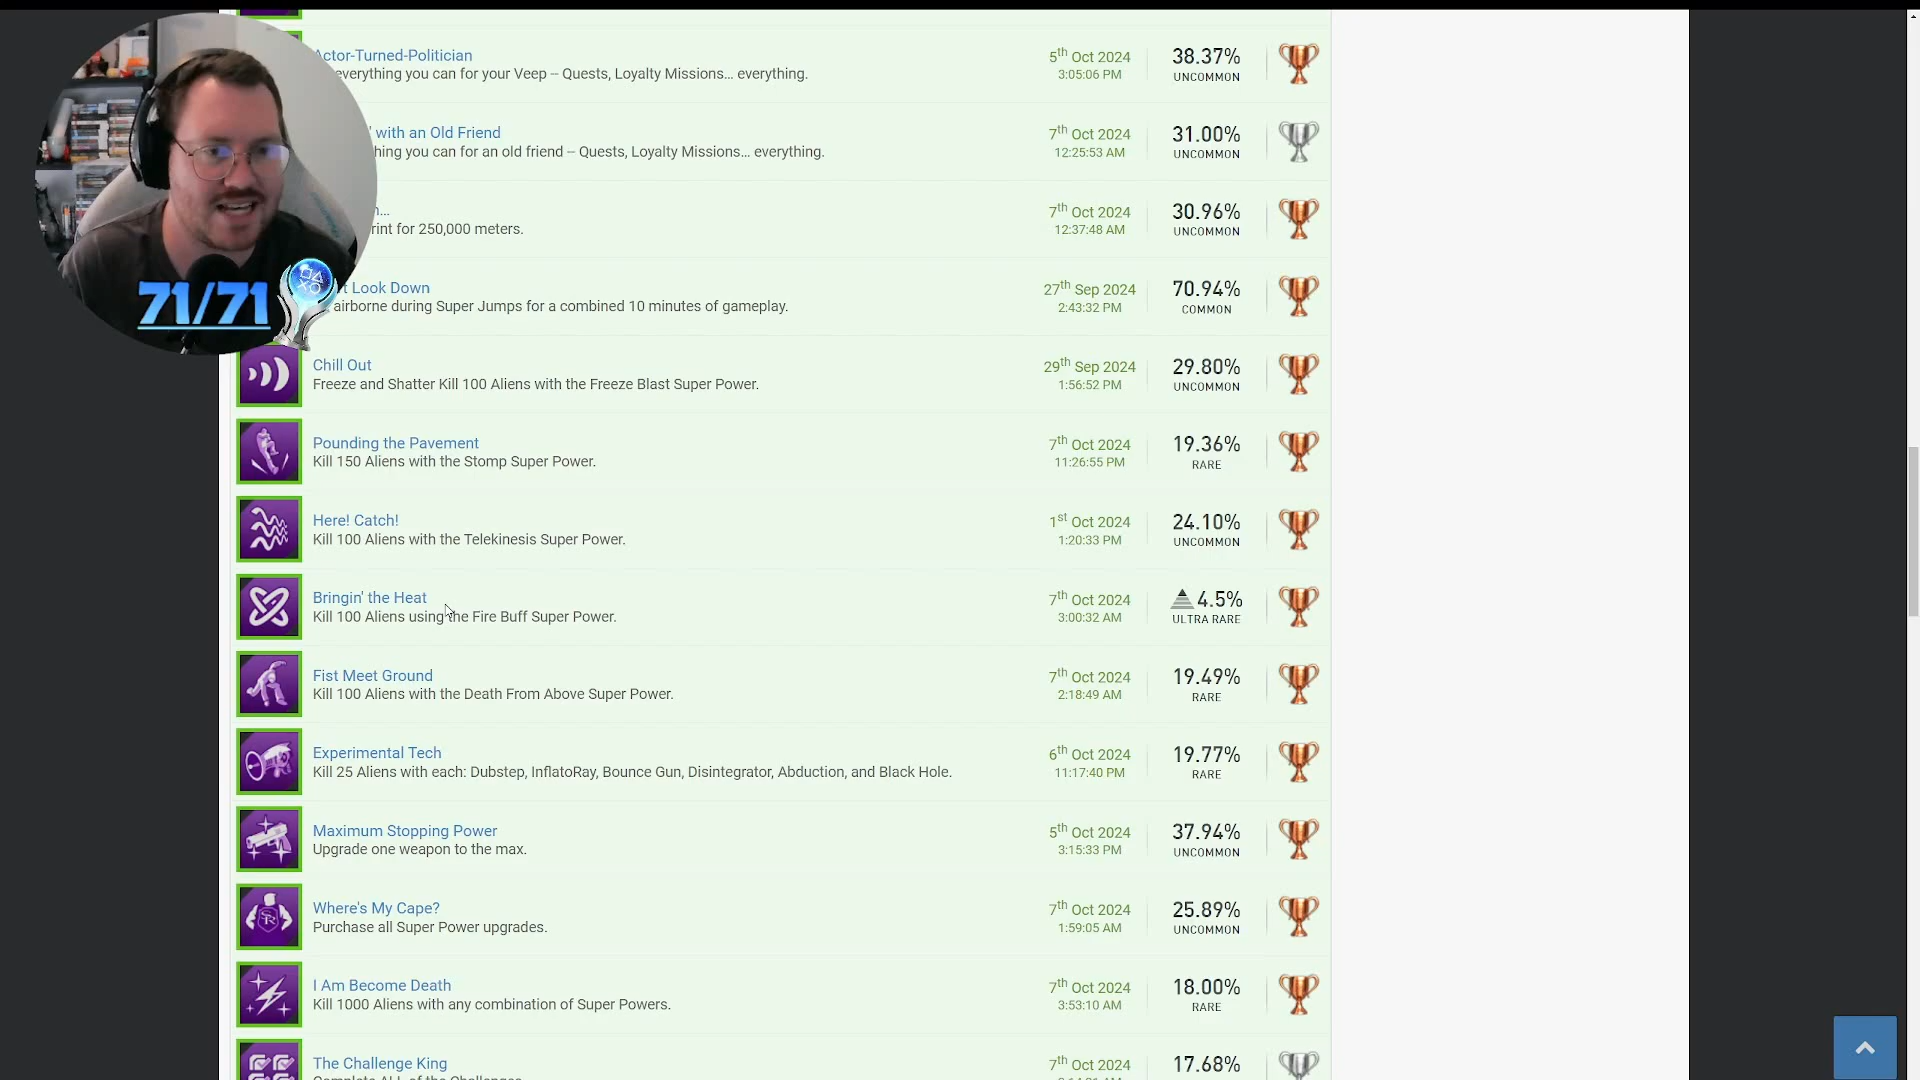 Actor-Turned-Politician
everything you can for your Veep -- Quests, Loyalty Missions... everything.
5th Oct 2024
3:05:06 PM
38.37%
UNCOMMON
with an Old Friend
hing you can for an old friend -- Quests, Loyalty Missions... everything.
7th Oct 2024
12:25:53 AM
31.00%
UNCOMMON
n...
rint for 250,000 meters.
7th Oct 2024
12:37:48 AM
30.96%
UNCOMMON
t Look Down
airborne during Super Jumps for a combined 10 minutes of gameplay.
27th Sep 2024
2:43:32 PM
70.94%
COMMON
71/71
Chill Out
Freeze and Shatter Kill 100 Aliens with the Freeze Blast Super Power.
29th Sep 2024
1:56:52 PM
29.80%
UNCOMMON
Pounding the Pavement
Kill 150 Aliens with the Stomp Super Power.
7th Oct 2024
11:26:55 PM
19.36%
RARE
Here! Catch!
Kill 100 Aliens with the Telekinesis Super Power.
1st Oct 2024
1:20:33 PM
24.10%
UNCOMMON
Bringin' the Heat
Kill 100 Aliens using the Fire Buff Super Power.
7th Oct 2024
3:00:32 AM
4.5%
ULTRA RARE
Fist Meet Ground
Kill 100 Aliens with the Death From Above Super Power.
7th Oct 2024
2:18:49 AM
19.49%
RARE
Experimental Tech
Kill 25 Aliens with each: Dubstep, InflatoRay, Bounce Gun, Disintegrator, Abduction, and Black Hole.
6th Oct 2024
11:17:40 PM
19.77%
RARE
Maximum Stopping Power
Upgrade one weapon to the max.
5th Oct 2024
3:15:33 PM
37.94%
UNCOMMON
Where's My Cape?
Purchase all Super Power upgrades.
7th Oct 2024
1:59:05 AM
25.89%
UNCOMMON
I Am Become Death
Kill 1000 Aliens with any combination of Super Powers.
7th Oct 2024
3:53:10 AM
18.00%
RARE
The Challenge King
7th Oct 2024
17.68%